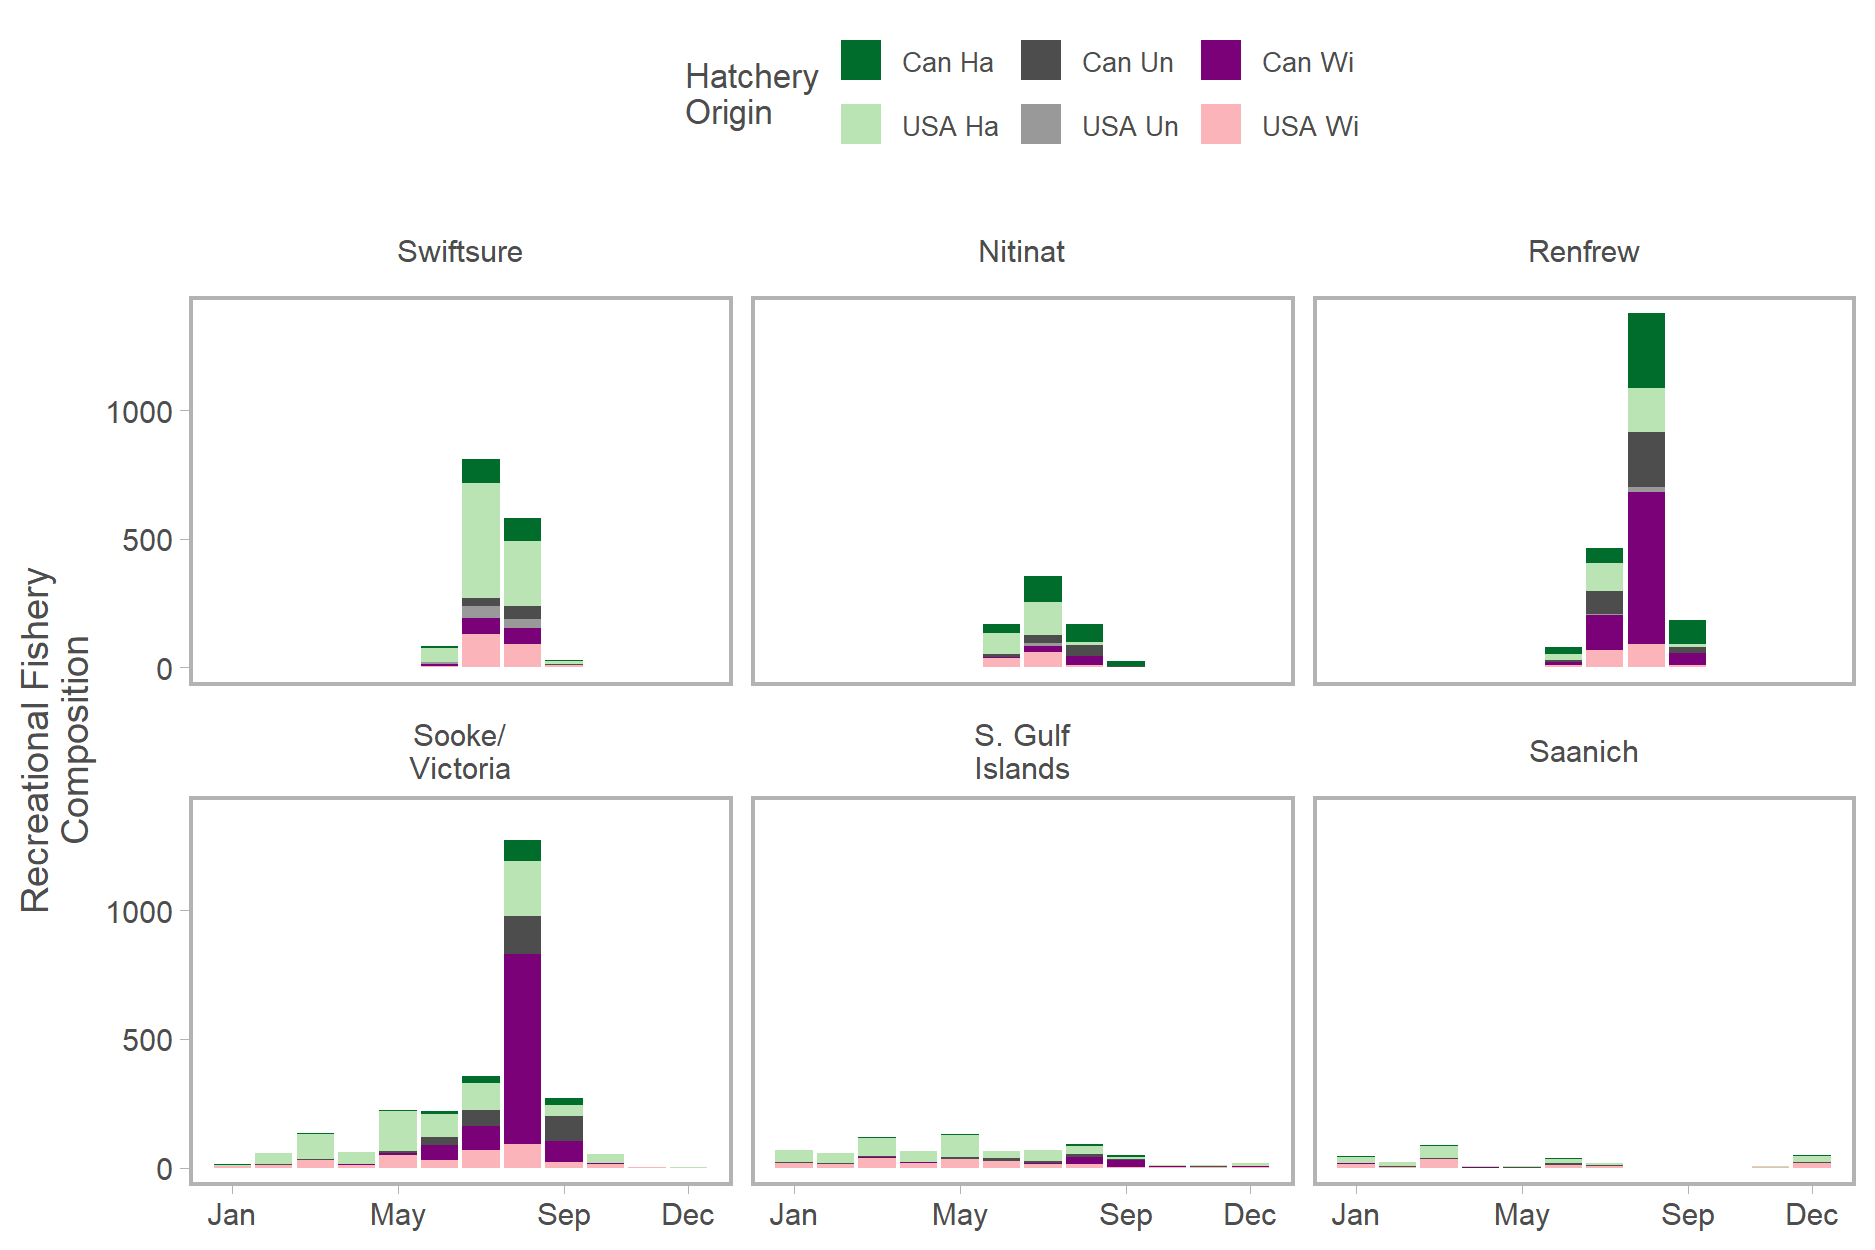 Hatchery
Origin
Can Ha
Can Un
Can Wi
USA Ha
USA Un
USA Wi
Swiftsure
Nitinat
Renfrew
1000
500
0
Sooke/
Victoria
S. Gulf
Islands
Saanich
1000
500
0
Jan
May
Sep
Dec
Jan
May
Sep
Dec
Jan
May
Sep
Dec
Recreational Fishery
Composition